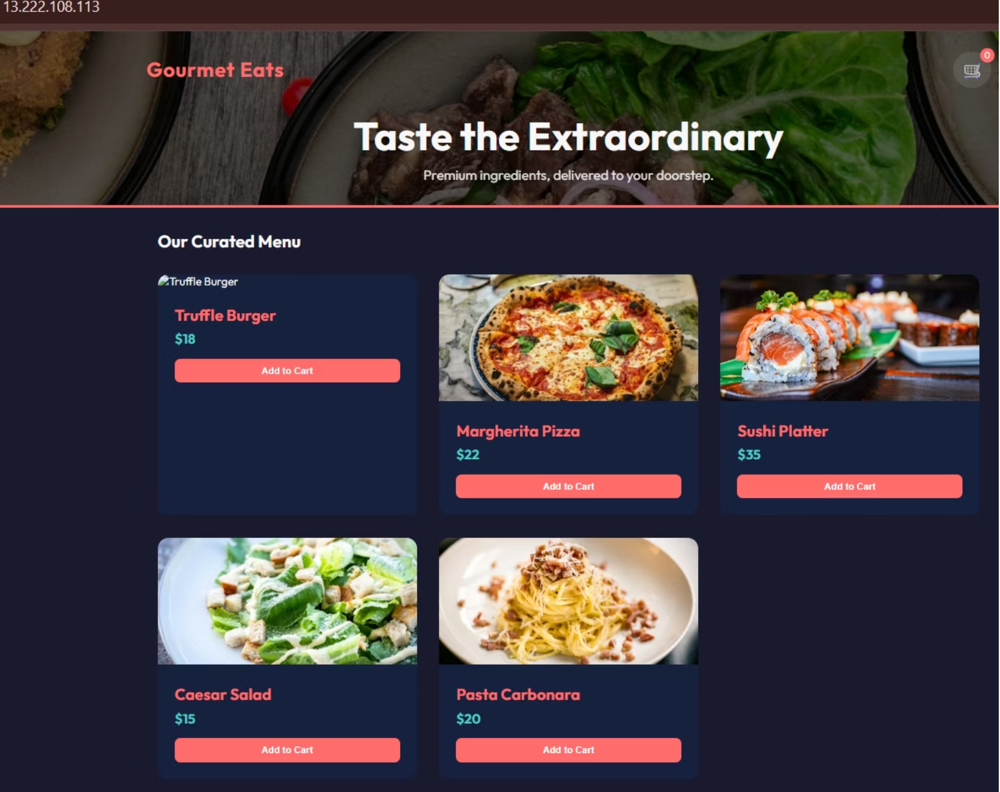 13.222.108.113
Gourmet Eats
0
Taste the Extraordinary
Premium ingredients, delivered to your doorstep.
Our Curated Menu
Truffle Burger
Truffle Burger
$18
Add to Cart
Margherita Pizza
$22
Add to Cart
Sushi Platter
$35
Add to Cart
Caesar Salad
$15
Add to Cart
Pasta Carbonara
$20
Add to Cart